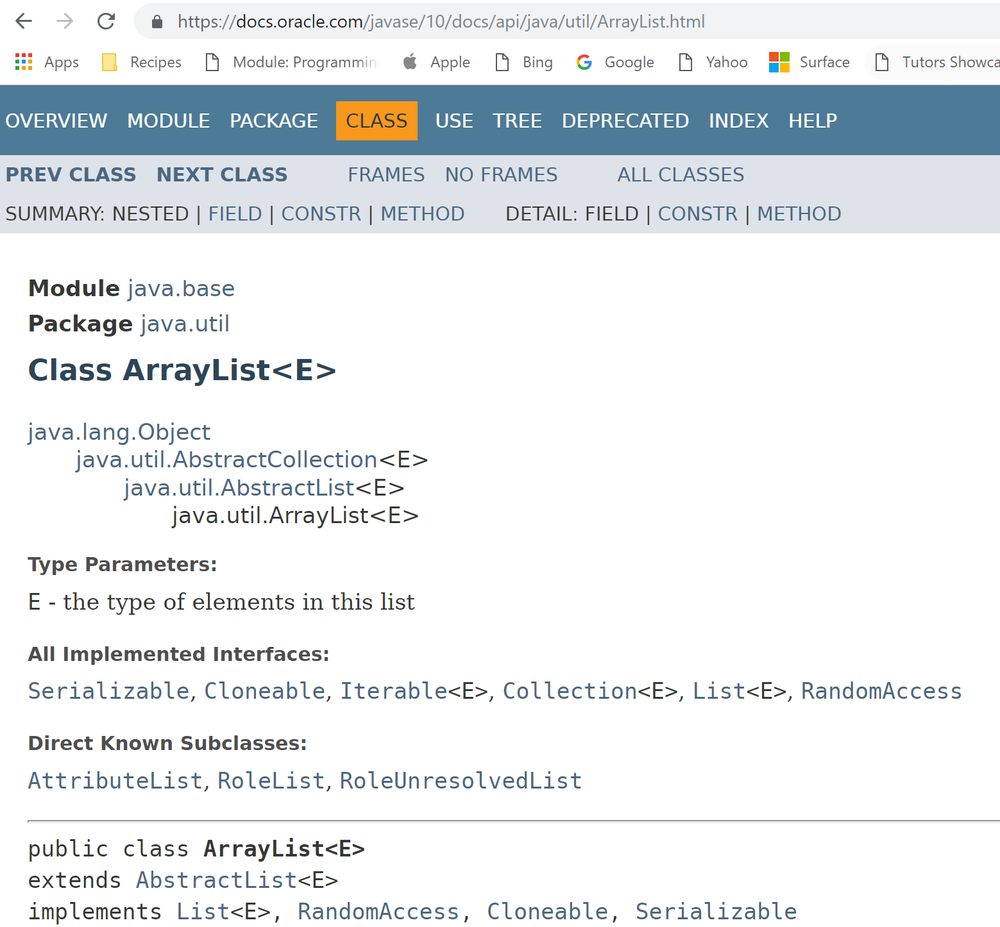 https://docs.oracle.com/javase/10/docs/api/java/util/ArrayList.html
Apps Recipes Module: Programmin Apple Bing Google Yahoo Surface Tutors Showca
OVERVIEW MODULE PACKAGE CLASS USE TREE DEPRECATED INDEX HELP
PREV CLASS NEXT CLASS FRAMES NO FRAMES ALL CLASSES
SUMMARY: NESTED | FIELD | CONSTR | METHOD DETAIL: FIELD | CONSTR | METHOD
Module java.base
Package java.util
Class ArrayList<E>
java.lang.Object
java.util.AbstractCollection<E>
java.util.AbstractList<E>
java.util.ArrayList<E>
Type Parameters:
E - the type of elements in this list
All Implemented Interfaces:
Serializable, Cloneable, Iterable<E>, Collection<E>, List<E>, RandomAccess
Direct Known Subclasses:
AttributeList, RoleList, RoleUnresolvedList
public class ArrayList<E>
extends AbstractList<E>
implements List<E>, RandomAccess, Cloneable, Serializable